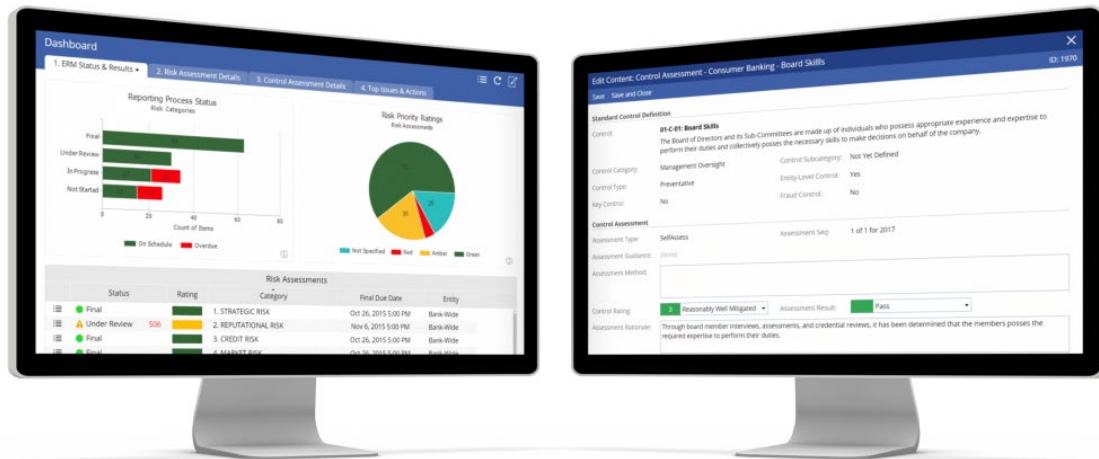 Dashboard
1. ERM Status & Results
2. Risk Assessment Details
3. Control Assessment Details
4. Top Issues & Actions
Reporting Process Status
Risk Categories
Final
Under Review
In Progress
Not Started
0
20
40
60
80
Count of Items
On Schedule
Overdue
Risk Priority Ratings
Risk Assessments
Not Specified
Red
Amber
Green
Risk Assessments
Status Rating Category Final Due Date Entity
Final 1. STRATEGIC RISK Oct 26, 2015 5:00 PM Bank-Wide
Under Review 506 2. REPUTATIONAL RISK Nov 6, 2015 5:00 PM Bank-Wide
Final 3. CREDIT RISK Oct 26, 2015 5:00 PM Bank-Wide
Final 4. MARKET RISK Oct 26, 2015 5:00 PM Bank-Wide
Edit Content: Control Assessment - Consumer Banking - Board Skills
ID: 1970
Save Save and Close
Standard Control Definition
Control: 01-C-01: Board Skills
The Board of Directors and its Sub-Committees are made up of individuals who possess appropriate experience and expertise to
perform their duties and collectively posses the necessary skills to make decisions on behalf of the company.
Control Category: Management Oversight Control Subcategory: Not Yet Defined
Control Type: Preventative Entity-Level Control: Yes
Key Control: No Fraud Control: No
Control Assessment
Assessment Type: SelfAssess Assessment Seq: 1 of 1 for 2017
Assessment Guidance: (None)
Assessment Method:
Control Rating: 3 Reasonably Well Mitigated Assessment Result: Pass
Assessment Rationale: Through board member interviews, assessments, and credential reviews, it has been determined that the members posses the
required expertise to perform their duties.